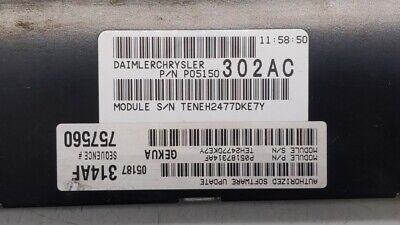 11:58:50
DAIMLERCHRYSLER
P/N P05150 302AC
MODULE S/N TENEH2477DKE7Y
AUTHORIZED SOFTWARE UPDATE
MODULE P/N P05187314AF
MODULE S/N TEH2477DKE7Y
05187 314AF
GEKUA
SEQUENCE # 757560